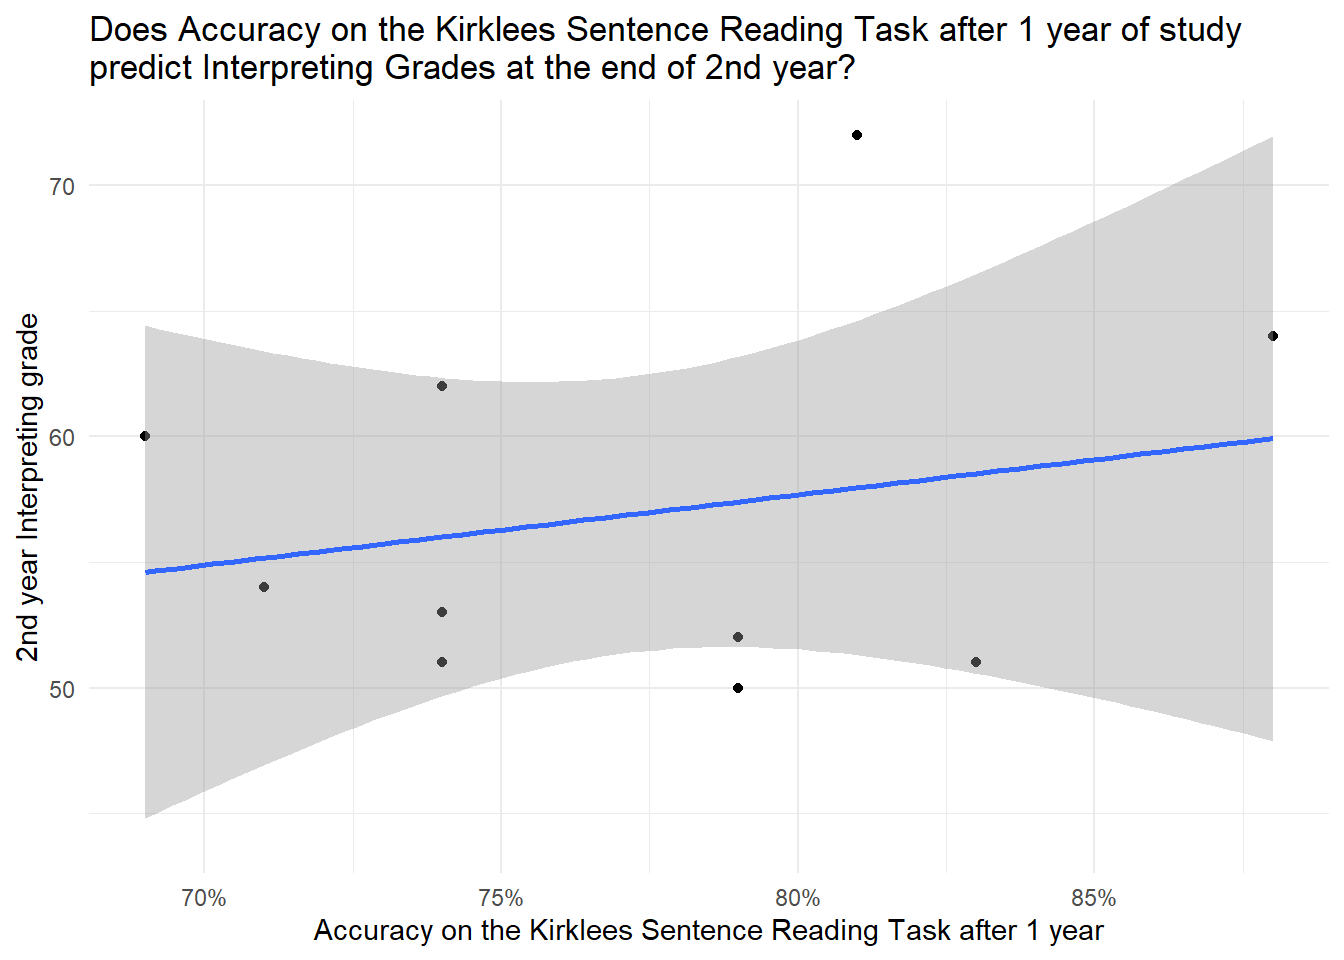 Does Accuracy on the Kirklees Sentence Reading Task after 1 year of study
predict Interpreting Grades at the end of 2nd year?
2nd year Interpreting grade
70
60
50
70%
75%
80%
85%
Accuracy on the Kirklees Sentence Reading Task after 1 year